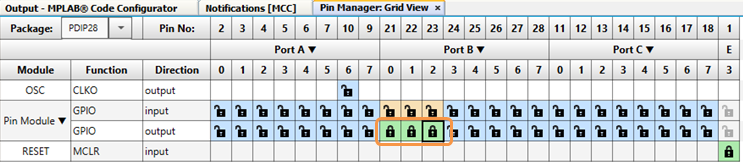 Output - MPLAB® Code Configurator Notifications [MCC] Pin Manager: Grid View ×
Package: PDIP28 Pin No: 2 3 4 5 6 7 10 9 21 22 23 24 25 26 27 28 11 12 13 14 15 16 17 18 1
Port A ▼ Port B ▼ Port C ▼ E
Module Function Direction 0 1 2 3 4 5 6 7 0 1 2 3 4 5 6 7 0 1 2 3 4 5 6 7 3
OSC CLKO output
Pin Module ▼ GPIO input
GPIO output
RESET MCLR input